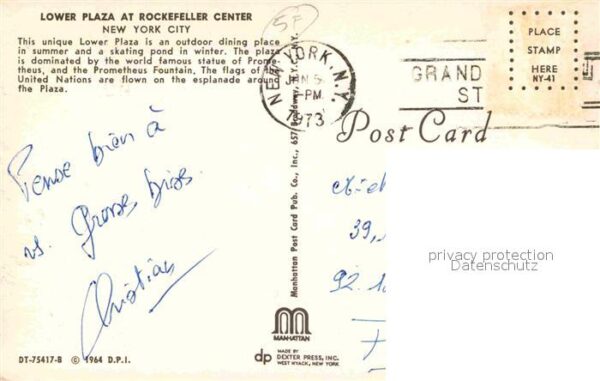 LOWER PLAZA AT ROCKEFELLER CENTER
NEW YORK CITY
This unique Lower Plaza is an outdoor dining place
in summer and a skating pond in winter. The plaza
is dominated by the world famous statue of Prome-
theus, and the Prometheus Fountain. The flags of the
United Nations are flown on the esplanade around
the Plaza.
5F
NEW YORK, N.Y.
PM
1973
GRAND
ST
PLACE
STAMP
HERE
NY-41
Post Card
Pense bien à
vs. Grosses bises.
Christian
Manhattan Post Card Pub. Co., Inc., 657 Broadway, N.Y.
39,
92.
privacy protection
Datenschutz
MANHATTAN
DT-75417-B © 1964 D.P.I.
dp
MADE BY
DEXTER PRESS, INC.
WEST NYACK, NEW YORK